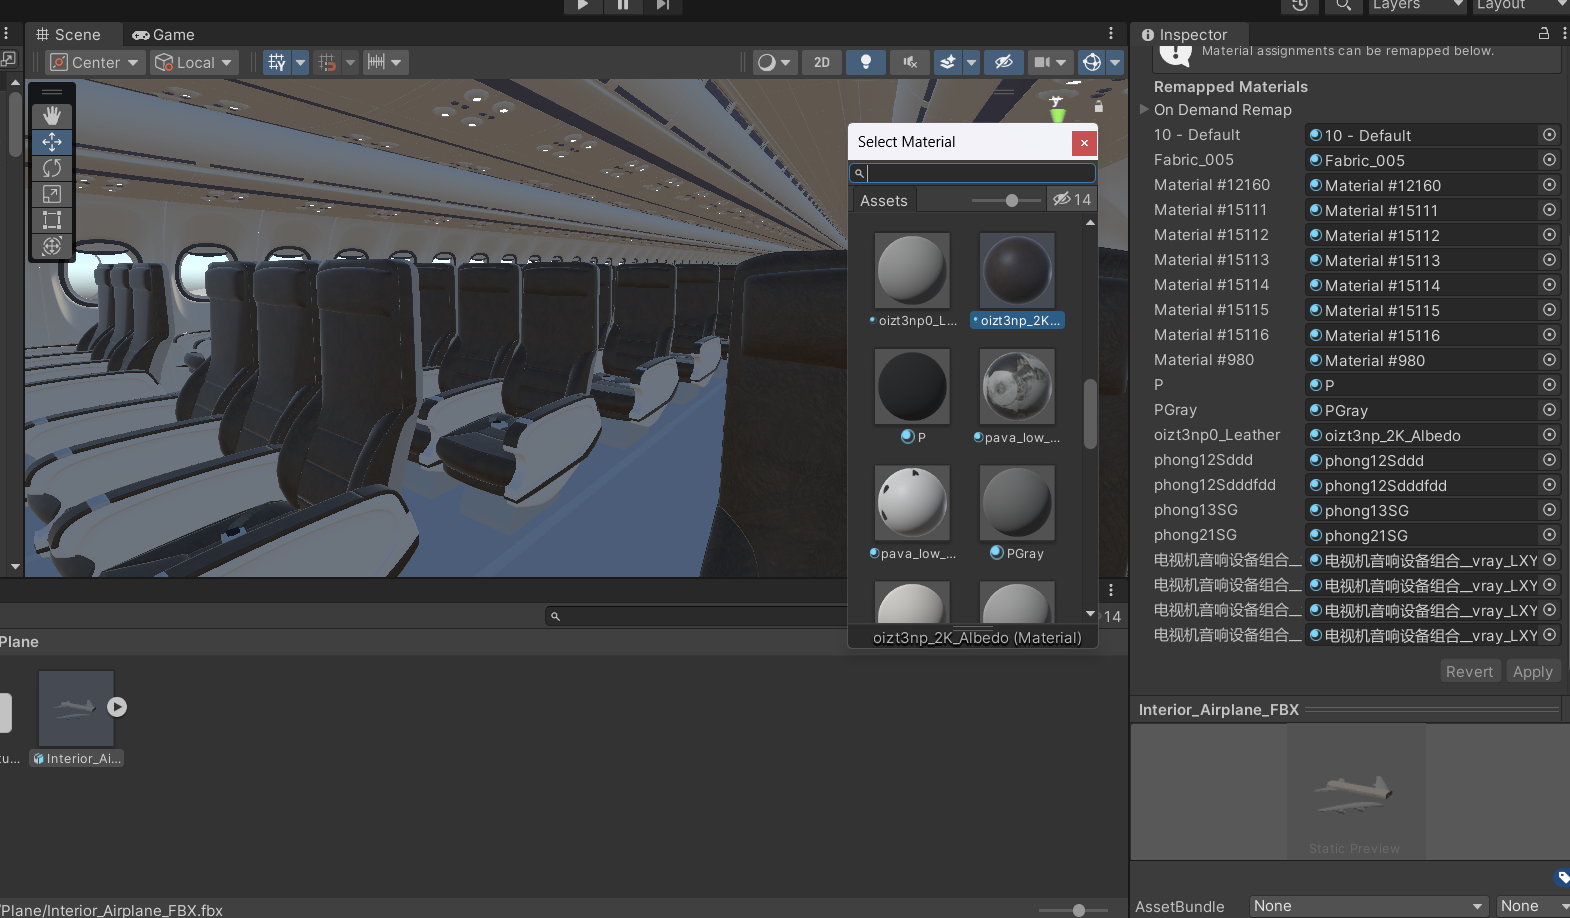 Layers
Layout
Scene
Game
Inspector
Center
Local
2D
Material assignments can be remapped below.
Remapped Materials
On Demand Remap
10 - Default
10 - Default
Fabric_005
Fabric_005
Material #12160
Material #12160
Material #15111
Material #15111
Material #15112
Material #15112
Material #15113
Material #15113
Material #15114
Material #15114
Material #15115
Material #15115
Material #15116
Material #15116
Material #980
Material #980
P
P
PGray
PGray
oizt3np0_Leather
oizt3np_2K_Albedo
phong12Sddd
phong12Sddd
phong12Sdddfdd
phong12Sdddfdd
phong13SG
phong13SG
phong21SG
phong21SG
电视机音响设备组合__
电视机音响设备组合__vray_LXY
电视机音响设备组合__
电视机音响设备组合__vray_LXY
电视机音响设备组合__
电视机音响设备组合__vray_LXY
电视机音响设备组合__
电视机音响设备组合__vray_LXY
Revert
Apply
y
Select Material
Assets
14
oizt3np0_L...
oizt3np_2K...
P
pava_low_...
pava_low_...
PGray
oizt3np_2K_Albedo (Material)
14
Plane
Interior_Ai...
Interior_Airplane_FBX
Static Preview
AssetBundle
None
None
Plane/Interior_Airplane_FBX.fbx